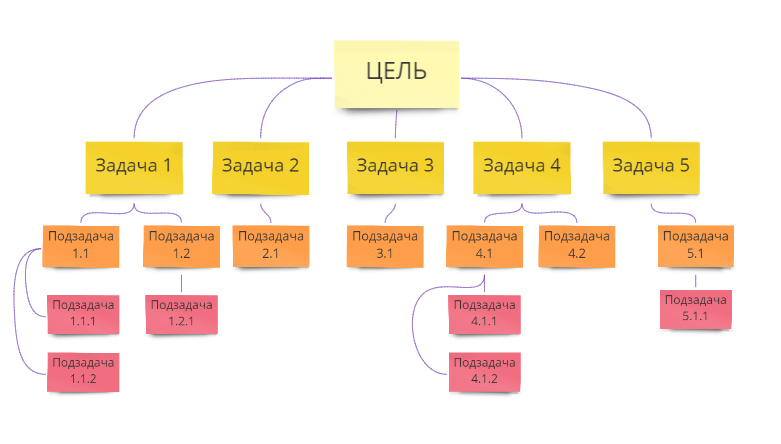 ЦЕЛЬ
Задача 1
Задача 2
Задача 3
Задача 4
Задача 5
Подзадача
1.1
Подзадача
1.2
Подзадача
2.1
Подзадача
3.1
Подзадача
4.1
Подзадача
4.2
Подзадача
5.1
Подзадача
1.1.1
Подзадача
1.2.1
Подзадача
4.1.1
Подзадача
5.1.1
Подзадача
1.1.2
Подзадача
4.1.2